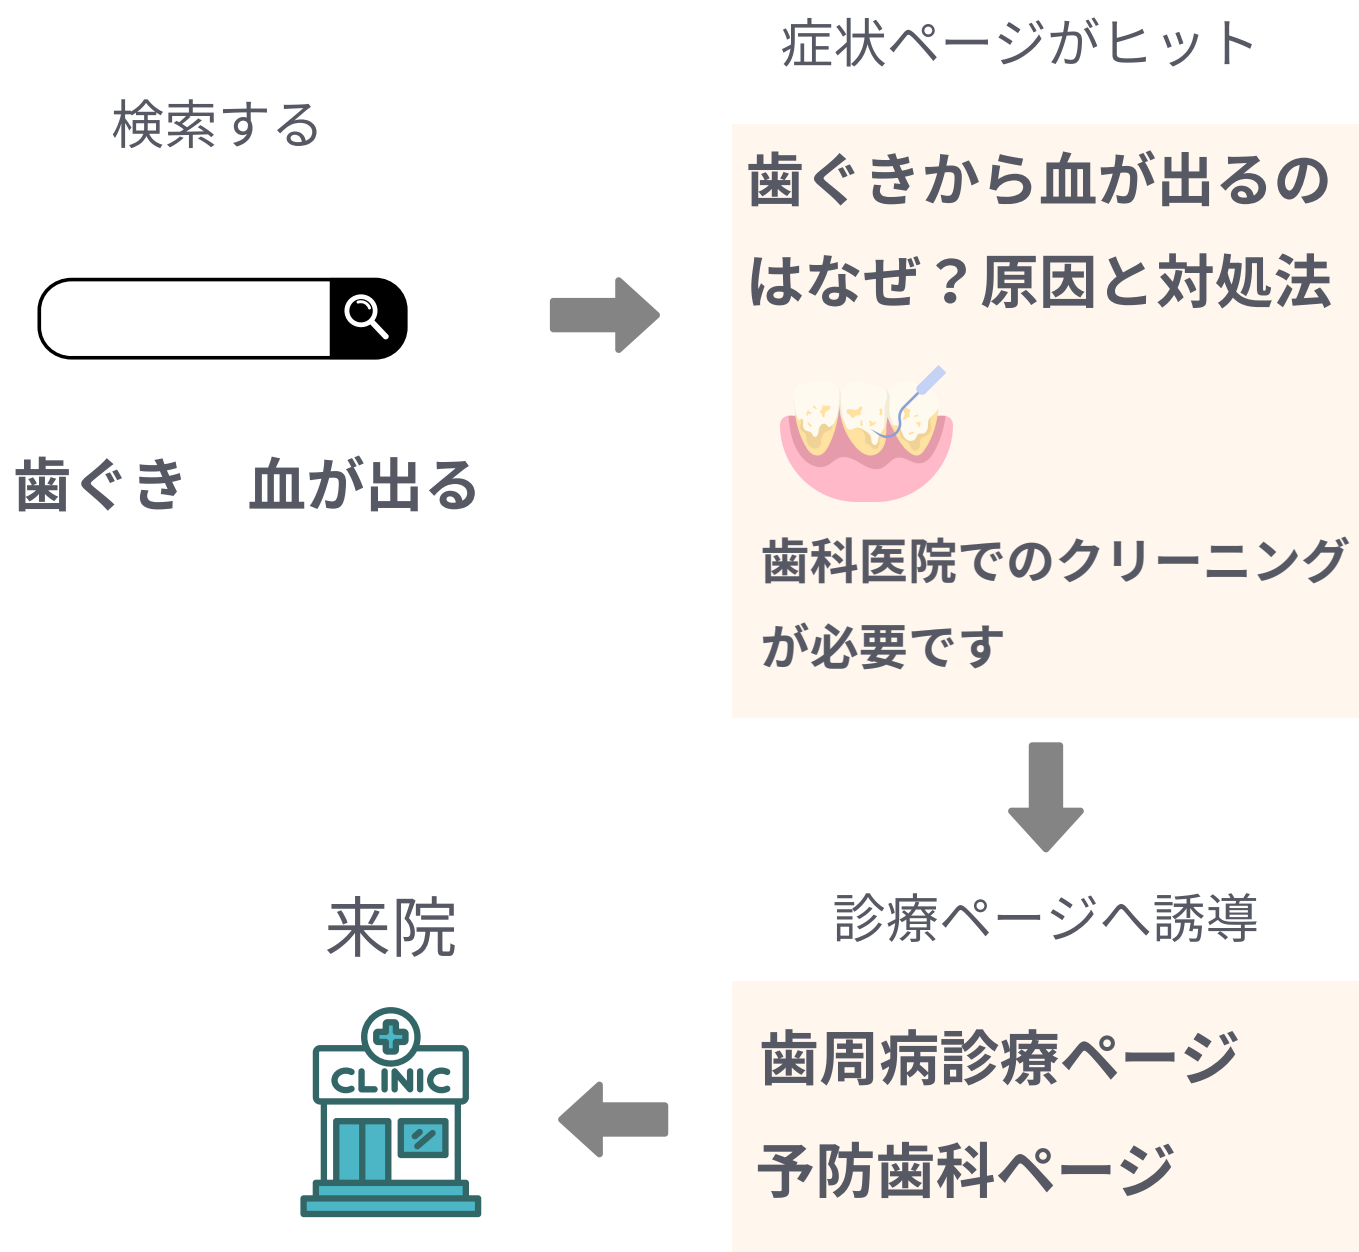 検索する
歯ぐき　血が出る
症状ページがヒット
歯ぐきから血が出るの
はなぜ？原因と対処法
歯科医院でのクリーニング
が必要です
診療ページへ誘導
歯周病診療ページ
予防歯科ページ
来院
CLINIC